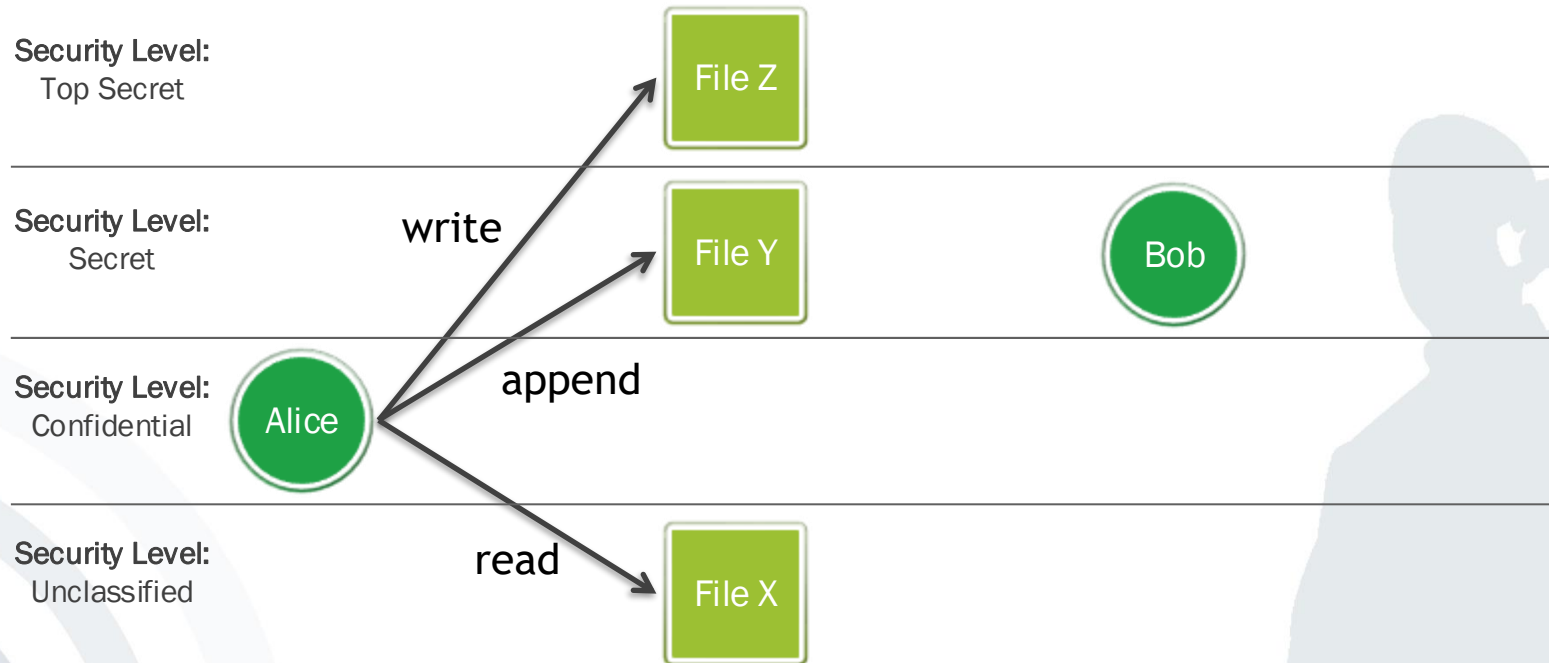 Security Level:
Top Secret
File Z
write
Security Level:
Secret
File Y
Bob
append
Security Level:
Confidential
Alice
read
Security Level:
Unclassified
File X